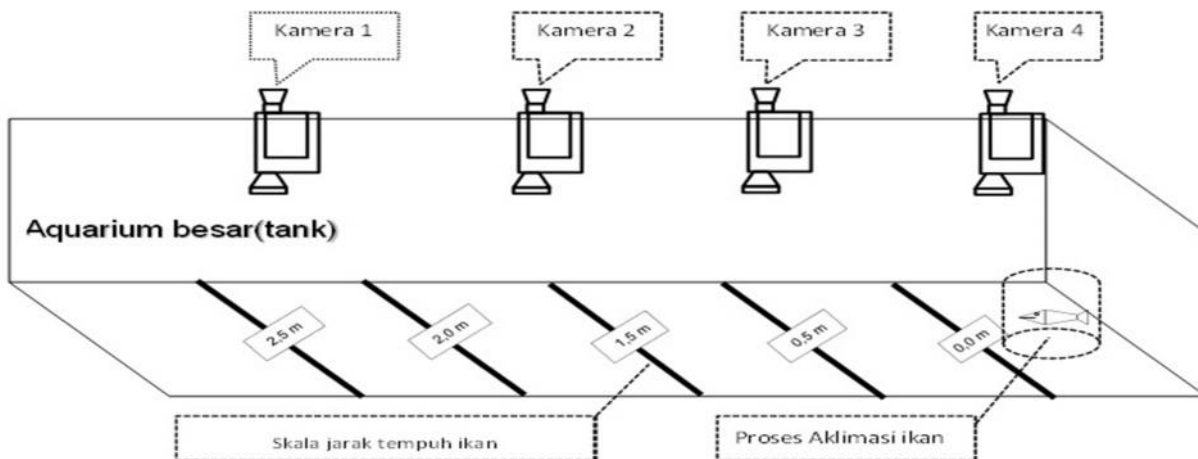 Kamera 1
Kamera 2
Kamera 3
Kamera 4
Aquarium besar(tank)
2,5 m
2,0 m
1,5 m
0,5 m
0,0 m
Skala jarak tempuh ikan
Proses Aklimasi ikan